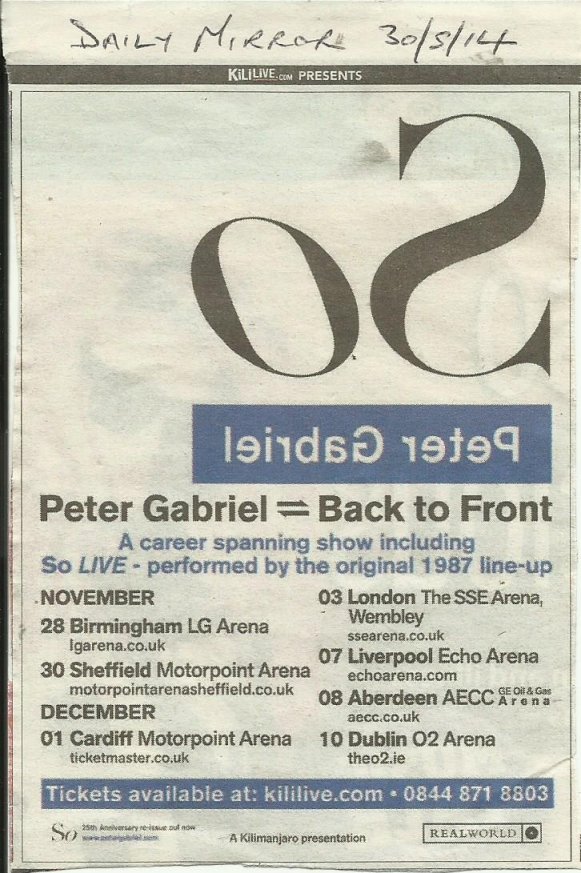 DAILY MIRROR 30/5/14
KILILIVE.COM PRESENTS
So
Peter Gabriel
Peter Gabriel ⇌ Back to Front
A career spanning show including
So LIVE - performed by the original 1987 line-up
NOVEMBER
28 Birmingham LG Arena
lgarena.co.uk
30 Sheffield Motorpoint Arena
motorpointarenasheffield.co.uk
DECEMBER
01 Cardiff Motorpoint Arena
ticketmaster.co.uk
03 London The SSE Arena,
Wembley
ssearena.co.uk
07 Liverpool Echo Arena
echoarena.com
08 Aberdeen AECC GE Oil & Gas Arena
aecc.co.uk
10 Dublin O2 Arena
theo2.ie
Tickets available at: kililive.com • 0844 871 8803
So 25th Anniversary re-issue out now
www.petergabriel.com
A Kilimanjaro presentation
REALWORLD